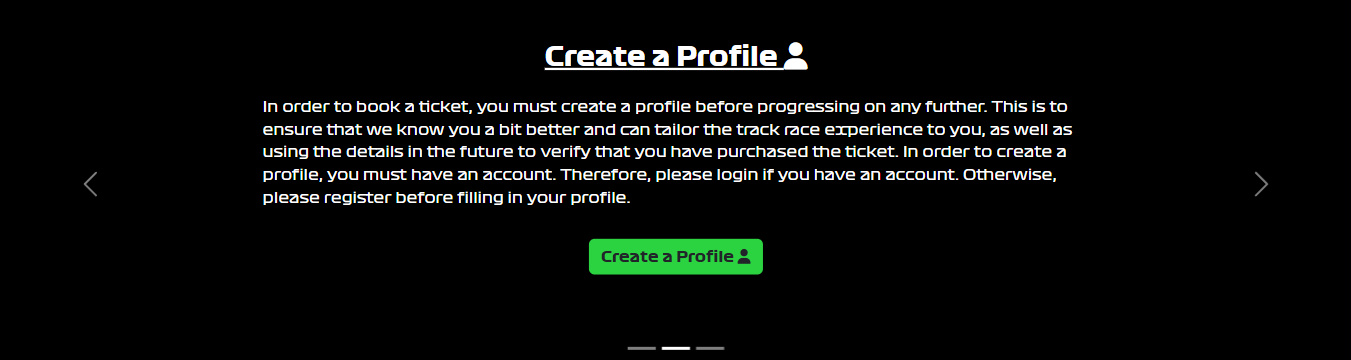 Create a Profile
In order to book a ticket, you must create a profile before progressing on any further. This is to
ensure that we know you a bit better and can tailor the track race experience to you, as well as
using the details in the future to verify that you have purchased the ticket. In order to create a
profile, you must have an account. Therefore, please login if you have an account. Otherwise,
please register before filling in your profile.
Create a Profile